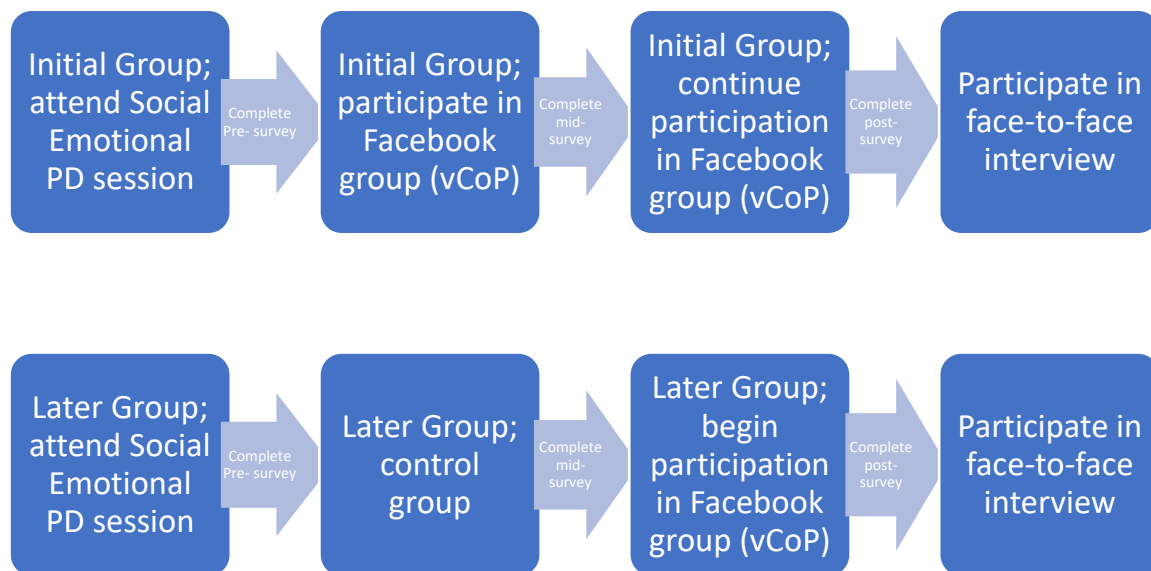 Initial Group;
attend Social
Emotional
PD session
Complete
Pre- survey
Initial Group;
participate in
Facebook
group (vCoP)
Complete
mid-
survey
Initial Group;
continue
participation
in Facebook
group (vCoP)
Complete
post-
survey
Participate in
face-to-face
interview
Later Group;
attend Social
Emotional
PD session
Complete
Pre- survey
Later Group;
control
group
Complete
mid-
survey
Later Group;
begin
participation
in Facebook
group (vCoP)
Complete
post-
survey
Participate in
face-to-face
interview